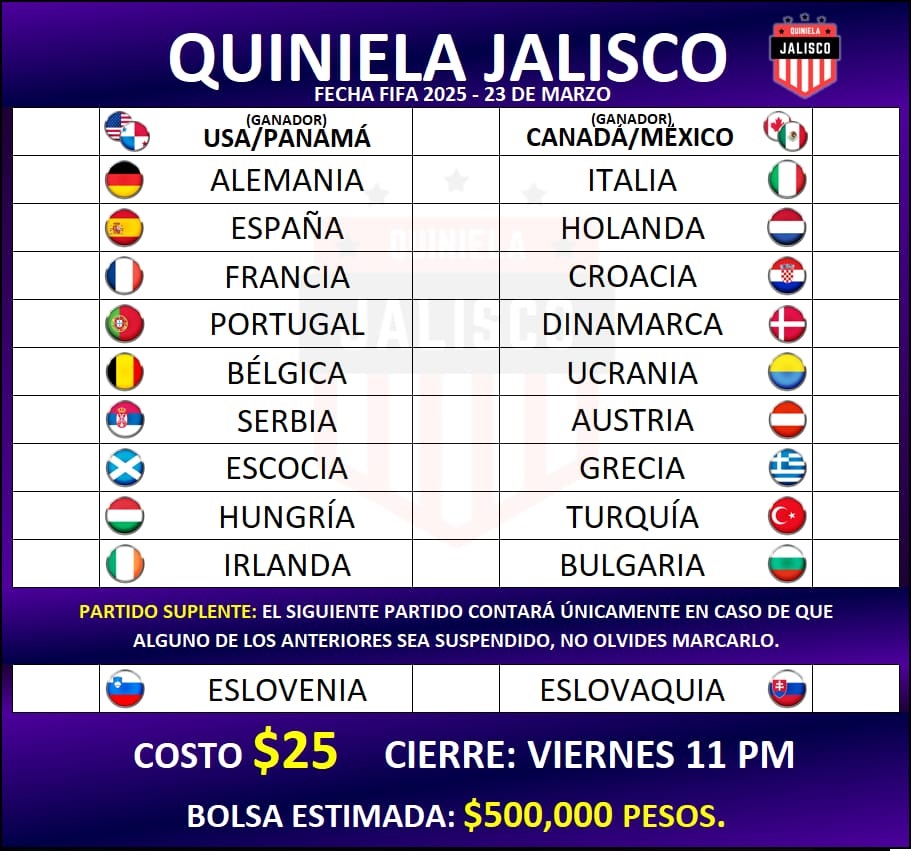 QUINIELA JALISCO
QUINIELA
JALISCO
FECHA FIFA 2025 - 23 DE MARZO
(GANADOR) (GANADOR)
USA/PANAMÁ CANADÁ/MÉXICO
ALEMANIA ITALIA
ESPAÑA HOLANDA
QUINIELA
FRANCIA CROACIA
PORTUGAL DINAMARCA
JALISCO
BÉLGICA UCRANIA
SERBIA AUSTRIA
ESCOCIA GRECIA
HUNGRÍA TURQUÍA
IRLANDA BULGARIA
PARTIDO SUPLENTE: EL SIGUIENTE PARTIDO CONTARÁ ÚNICAMENTE EN CASO DE QUE
ALGUNO DE LOS ANTERIORES SEA SUSPENDIDO, NO OLVIDES MARCARLO.
ESLOVENIA ESLOVAQUIA
COSTO $25 CIERRE: VIERNES 11 PM
BOLSA ESTIMADA: $500,000 PESOS.